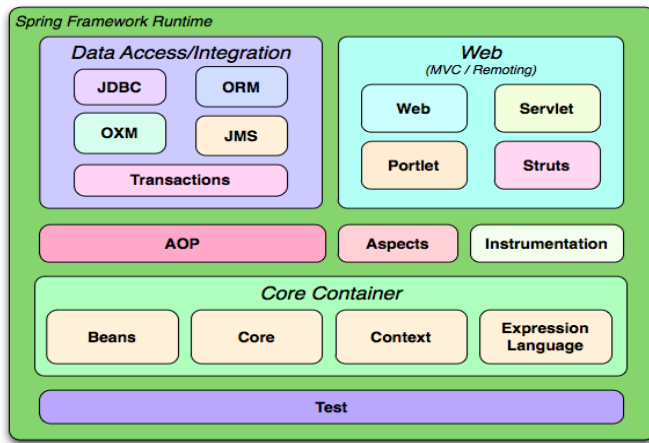 Spring Framework Runtime
Data Access/Integration
JDBC
ORM
OXM
JMS
Transactions
Web
(MVC / Remoting)
Web
Servlet
Portlet
Struts
AOP
Aspects
Instrumentation
Core Container
Beans
Core
Context
Expression
Language
Test